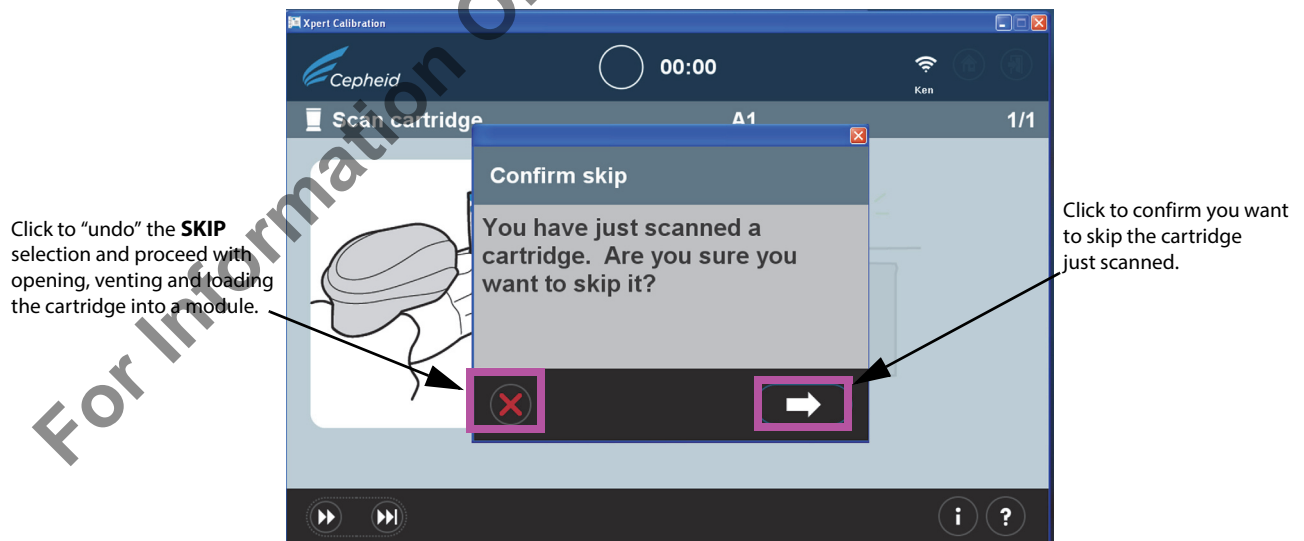 Xpert Calibration
Cepheid
00:00
Ken
Scan cartridge A1 1/1
Confirm skip
You have just scanned a
cartridge. Are you sure you
want to skip it?
Click to “undo” the SKIP
selection and proceed with
opening, venting and loading
the cartridge into a module.
Click to confirm you want
to skip the cartridge
just scanned.
i ?
For Information O